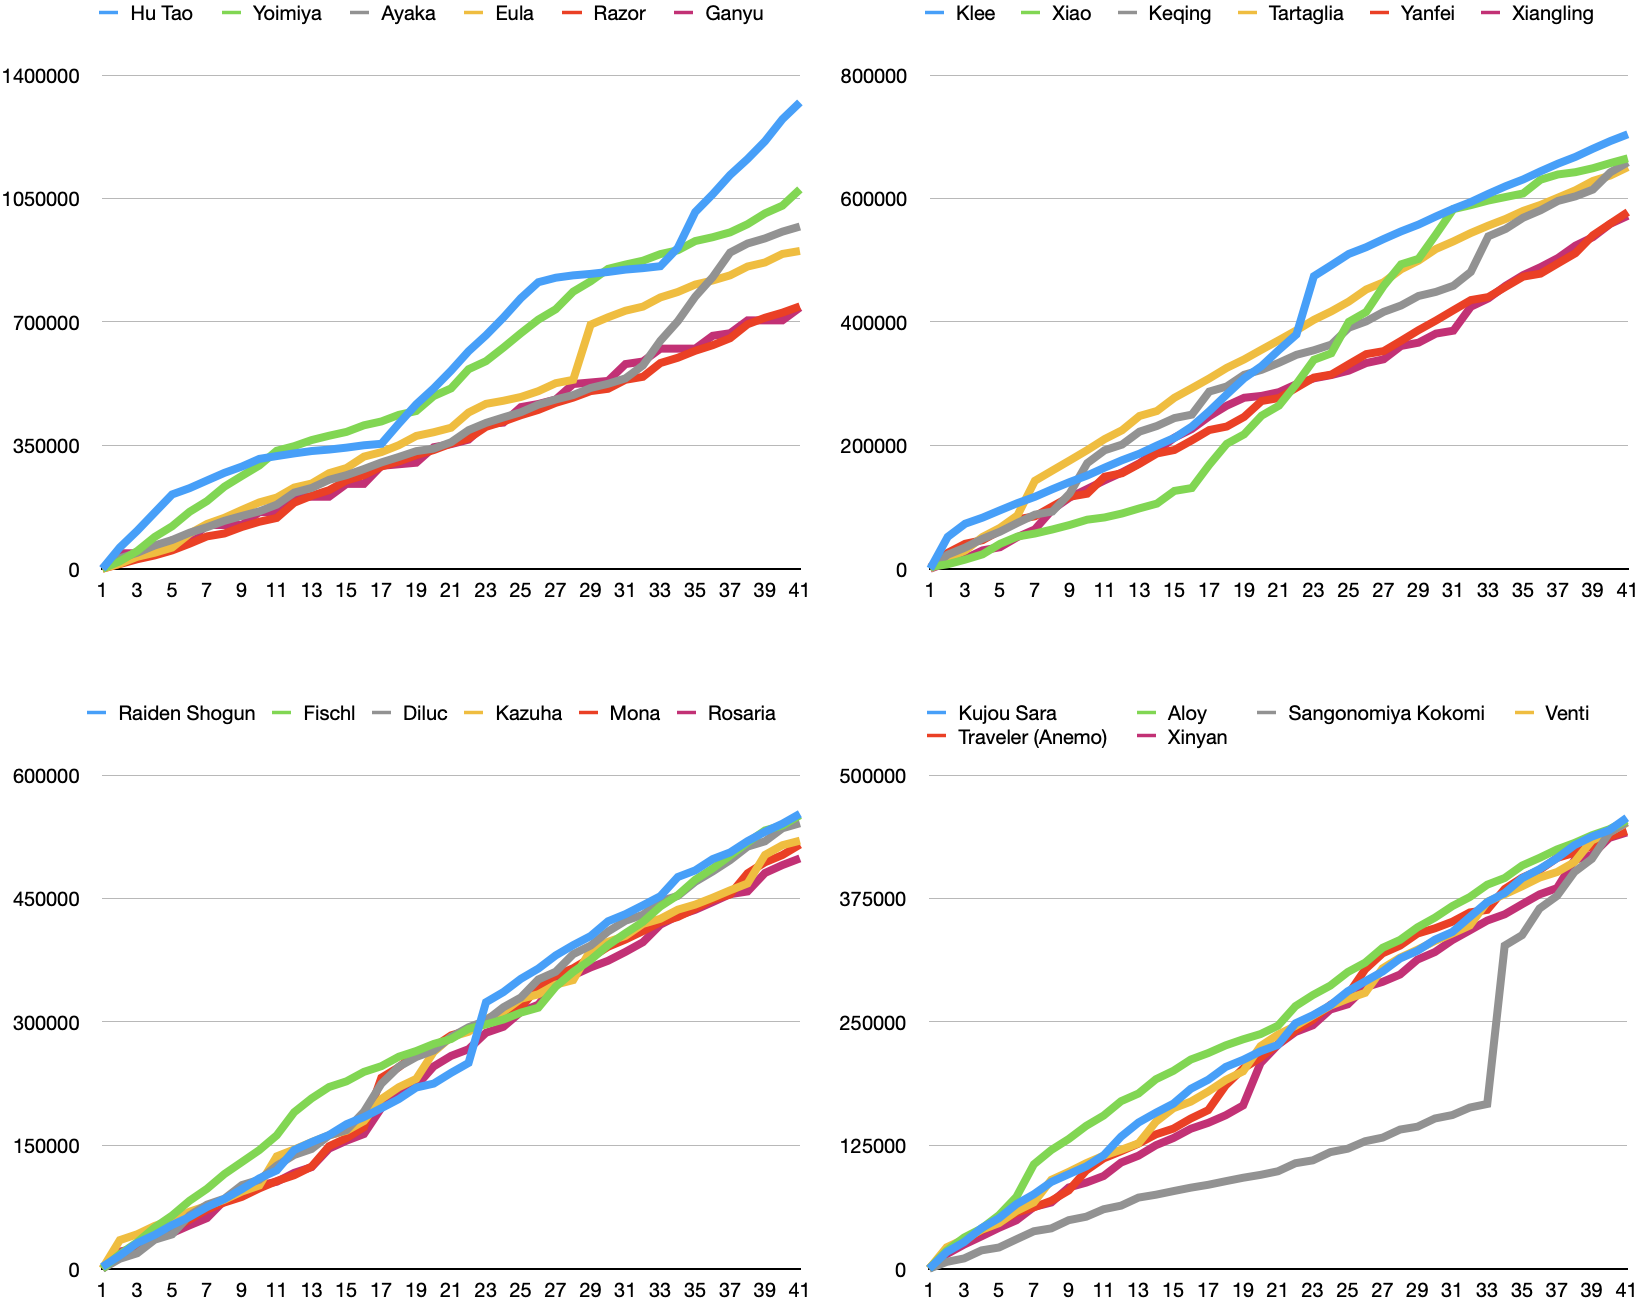 Hu Tao Yoimiya Ayaka Eula Razor Ganyu
1400000
1050000
700000
350000
0
1 3 5 7 9 11 13 15 17 19 21 23 25 27 29 31 33 35 37 39 41
Klee Xiao Keqing Tartaglia Yanfei Xiangling
800000
600000
400000
200000
0
1 3 5 7 9 11 13 15 17 19 21 23 25 27 29 31 33 35 37 39 41
Raiden Shogun Fischl Diluc Kazuha Mona Rosaria
600000
450000
300000
150000
0
1 3 5 7 9 11 13 15 17 19 21 23 25 27 29 31 33 35 37 39 41
Kujou Sara Aloy Sangonomiya Kokomi Venti
Traveler (Anemo) Xinyan
500000
375000
250000
125000
0
1 3 5 7 9 11 13 15 17 19 21 23 25 27 29 31 33 35 37 39 41